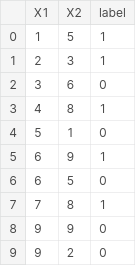 X1 X2 label
0 1 5 1
1 2 3 1
2 3 6 0
3 4 8 1
4 5 1 0
5 6 9 1
6 6 5 0
7 7 8 1
8 9 9 0
9 9 2 0